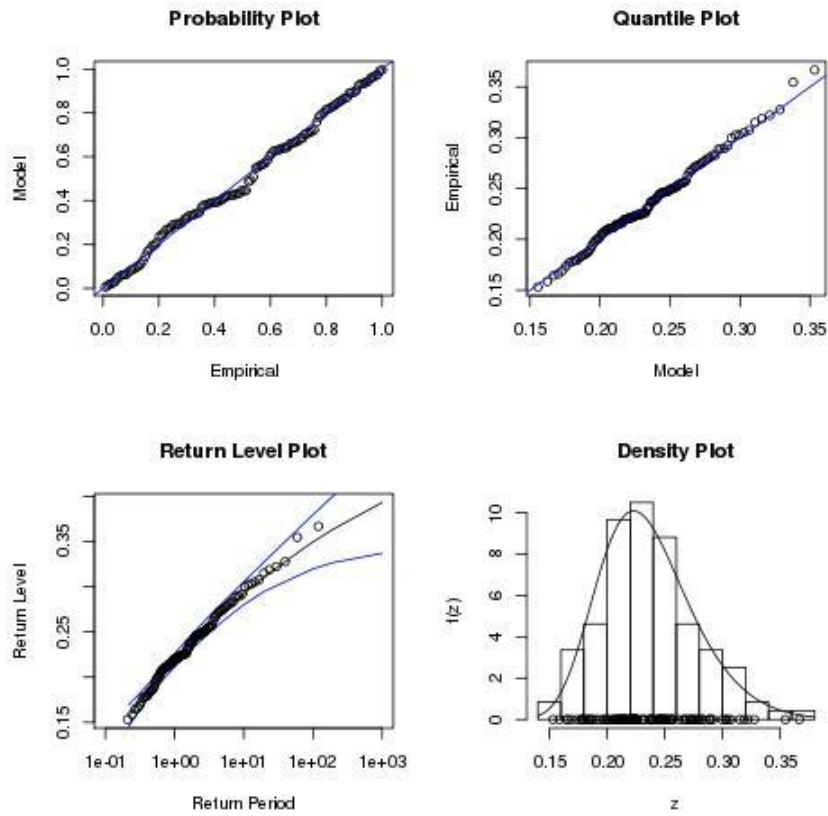 Probability Plot
Model
0.0 0.2 0.4 0.6 0.8 1.0
0.0 0.2 0.4 0.6 0.8 1.0
Empirical
Quantile Plot
Empirical
0.15 0.20 0.25 0.30 0.35
0.15 0.20 0.25 0.30 0.35
Model
Return Level Plot
Return Level
0.15 0.25 0.35
1e-01 1e+00 1e+01 1e+02 1e+03
Return Period
Density Plot
f(z)
0 2 4 6 8 10
0.15 0.20 0.25 0.30 0.35
z